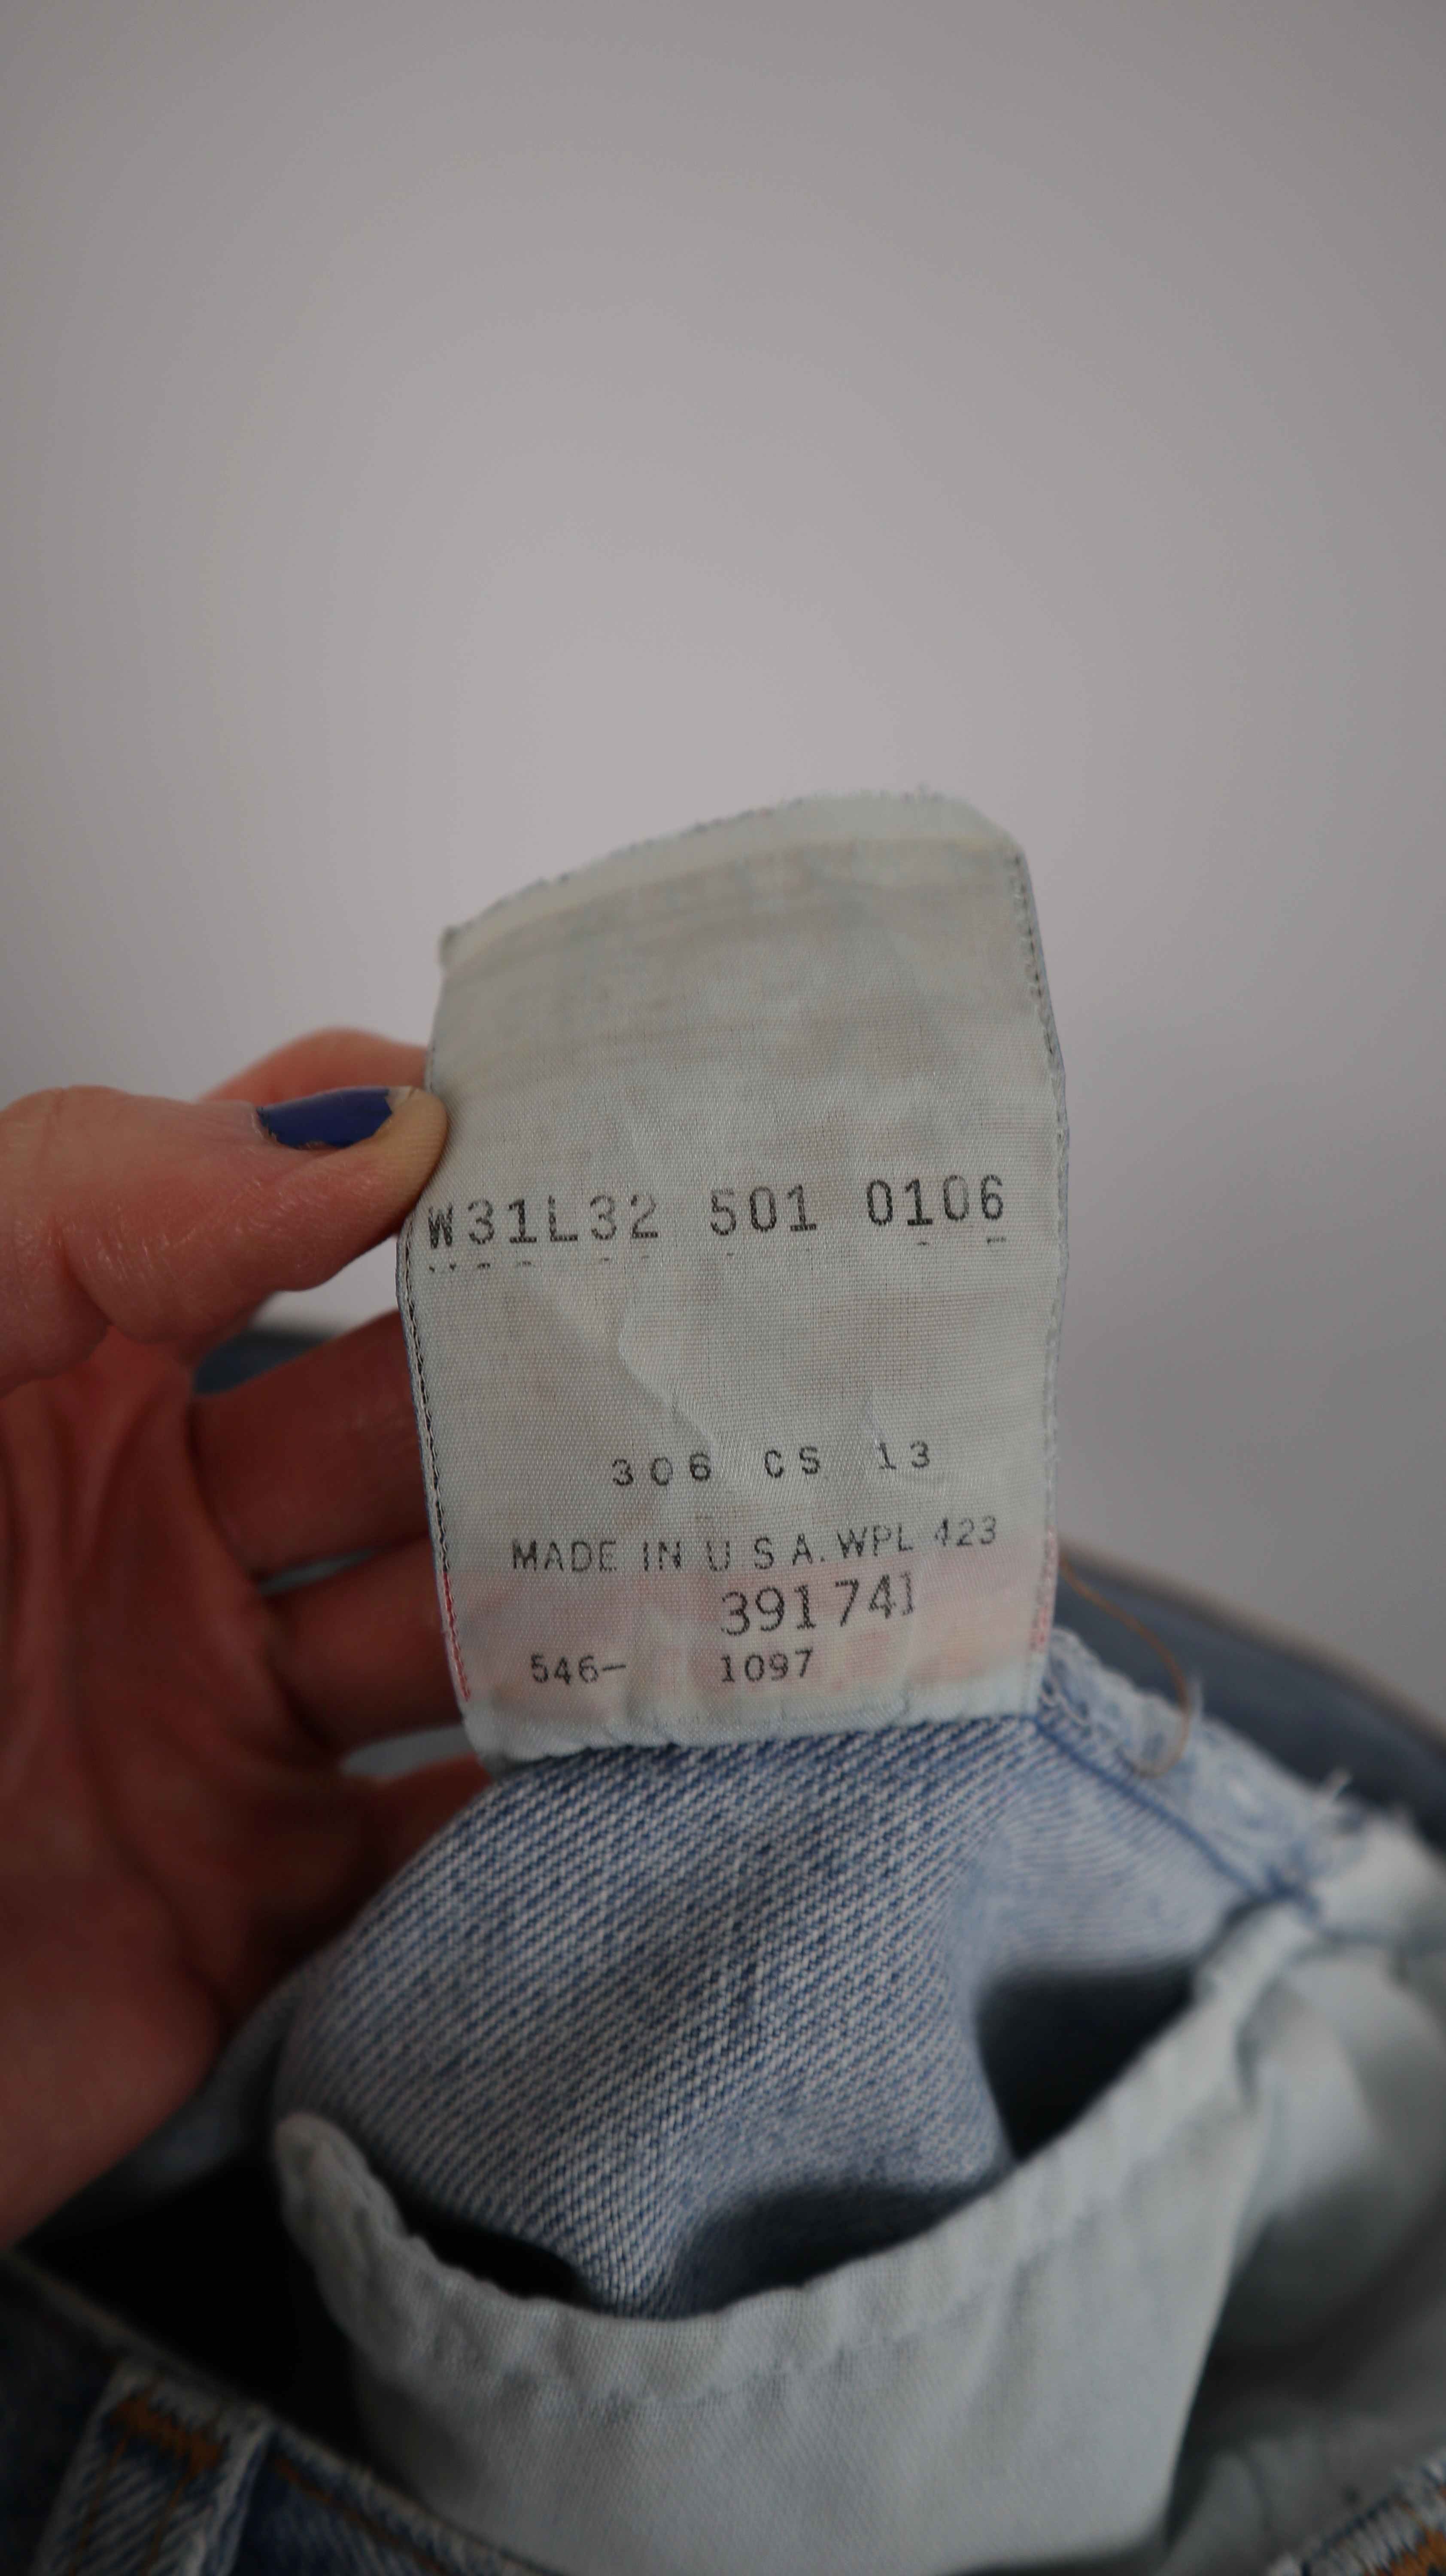 W31L32 501 0106
306 CS 13
MADE IN U S A. WPL 423
391741
546– 1097